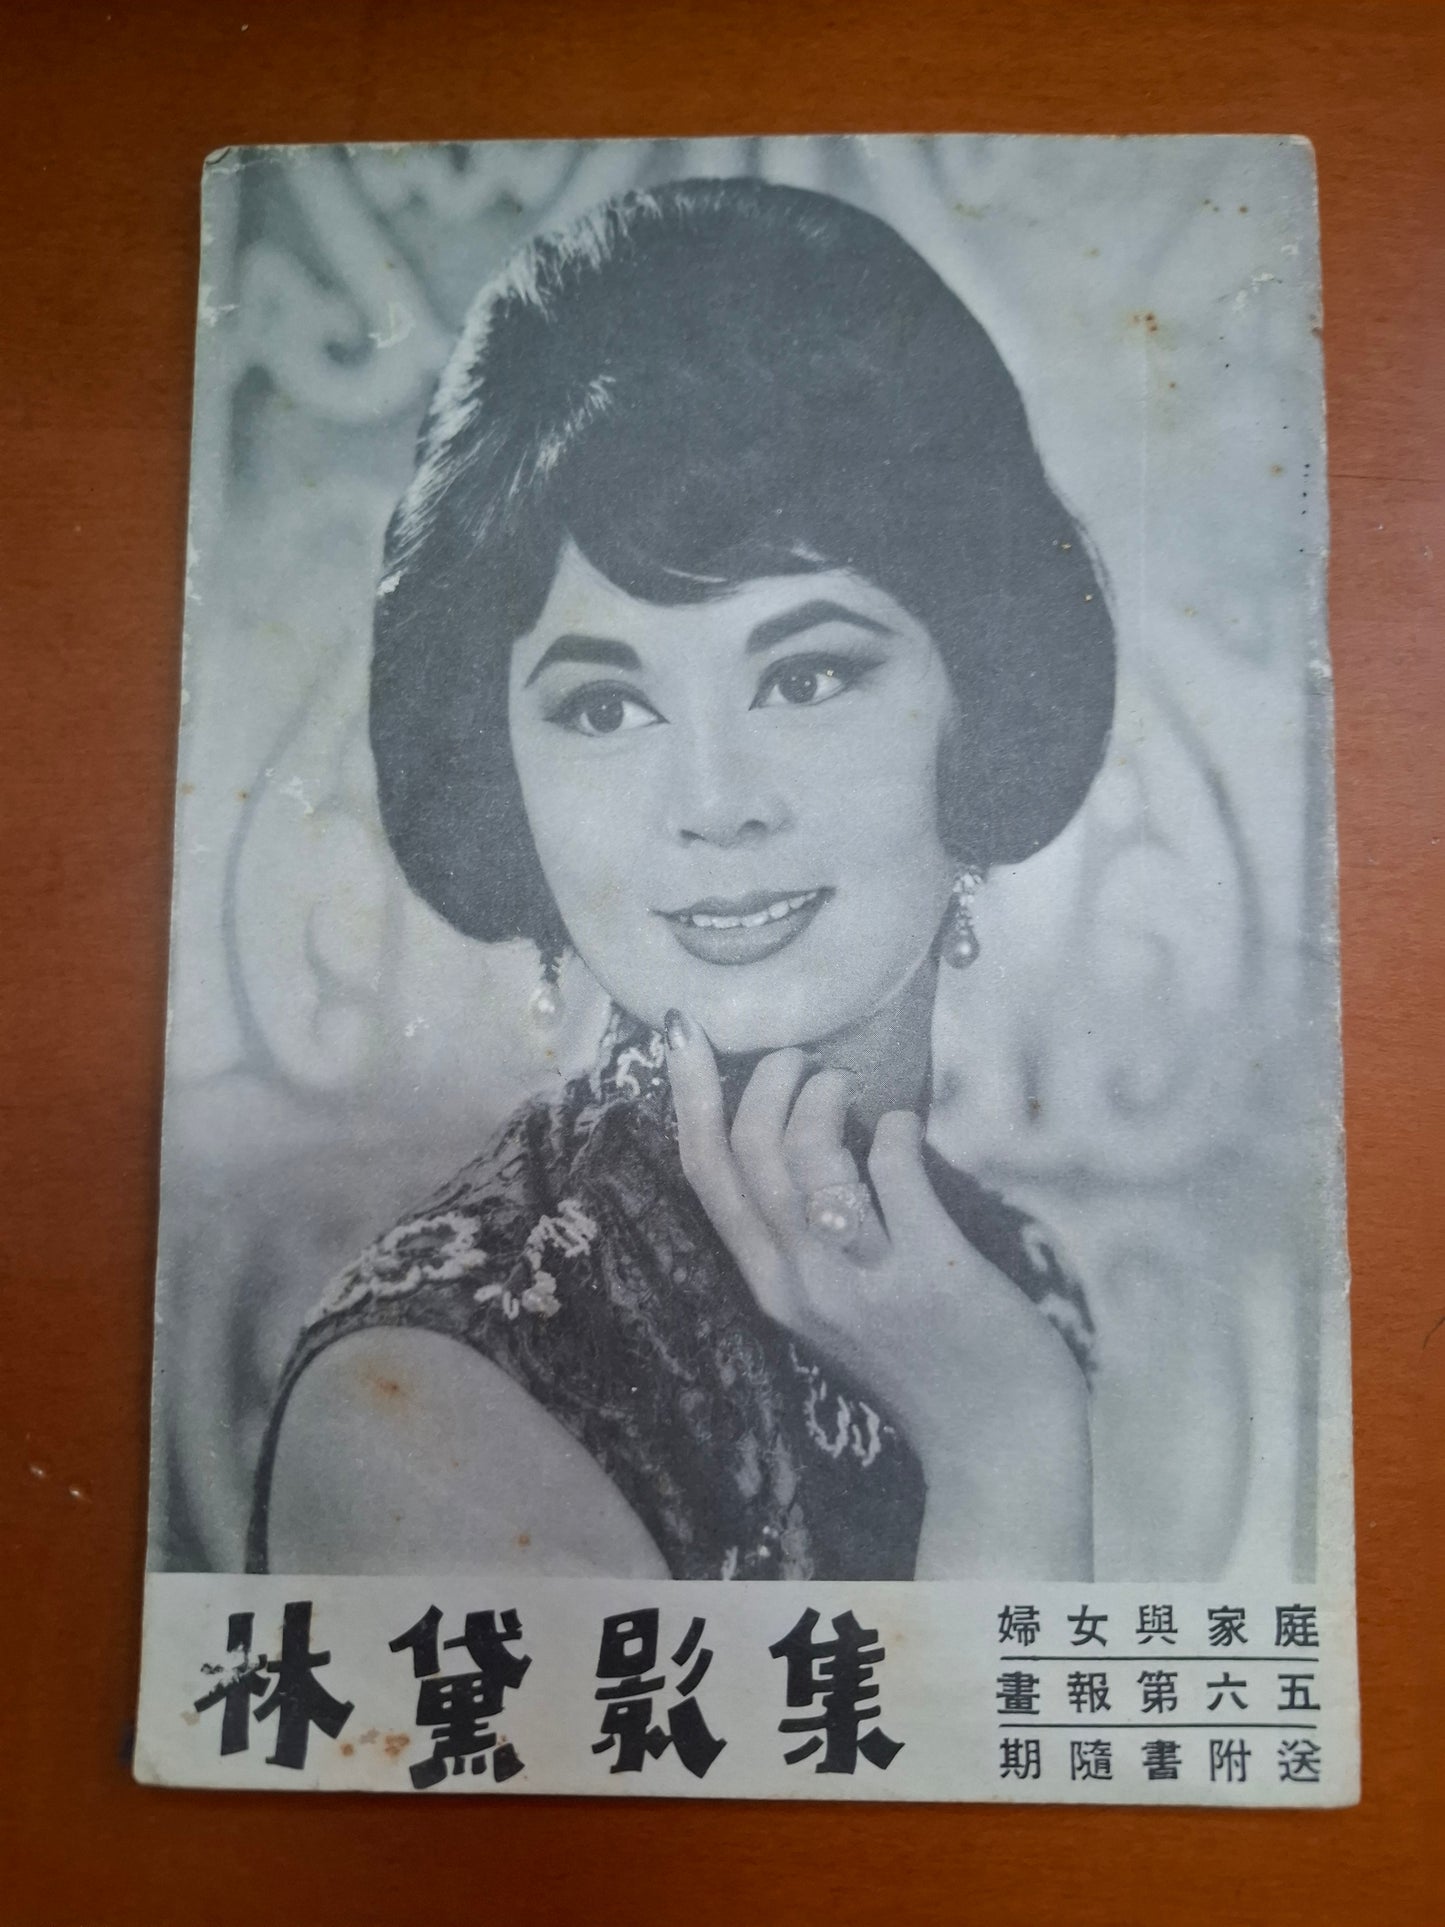 林黛影集
婦女與家庭
畫報第六五
期隨書附送